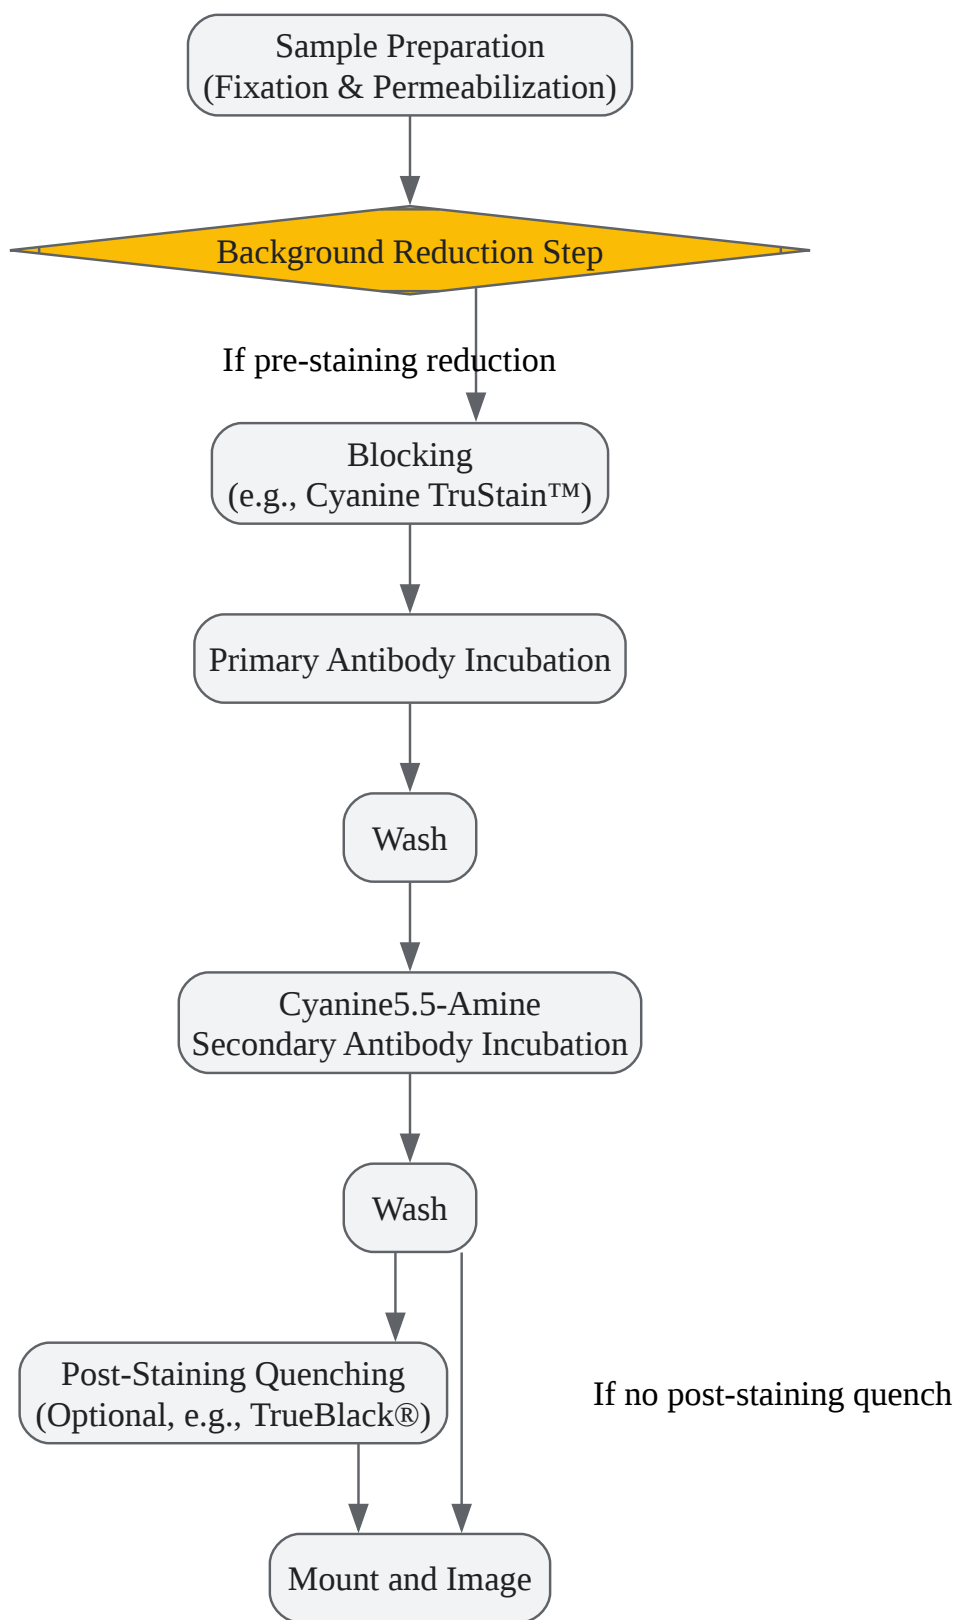 Sample Preparation
(Fixation & Permeabilization)
Background Reduction Step
If pre-staining reduction
Blocking
(e.g., Cyanine TruStain™)
Primary Antibody Incubation
Wash
Cyanine5.5-Amine
Secondary Antibody Incubation
Wash
Post-Staining Quenching
(Optional, e.g., TrueBlack®)
If no post-staining quench
Mount and Image